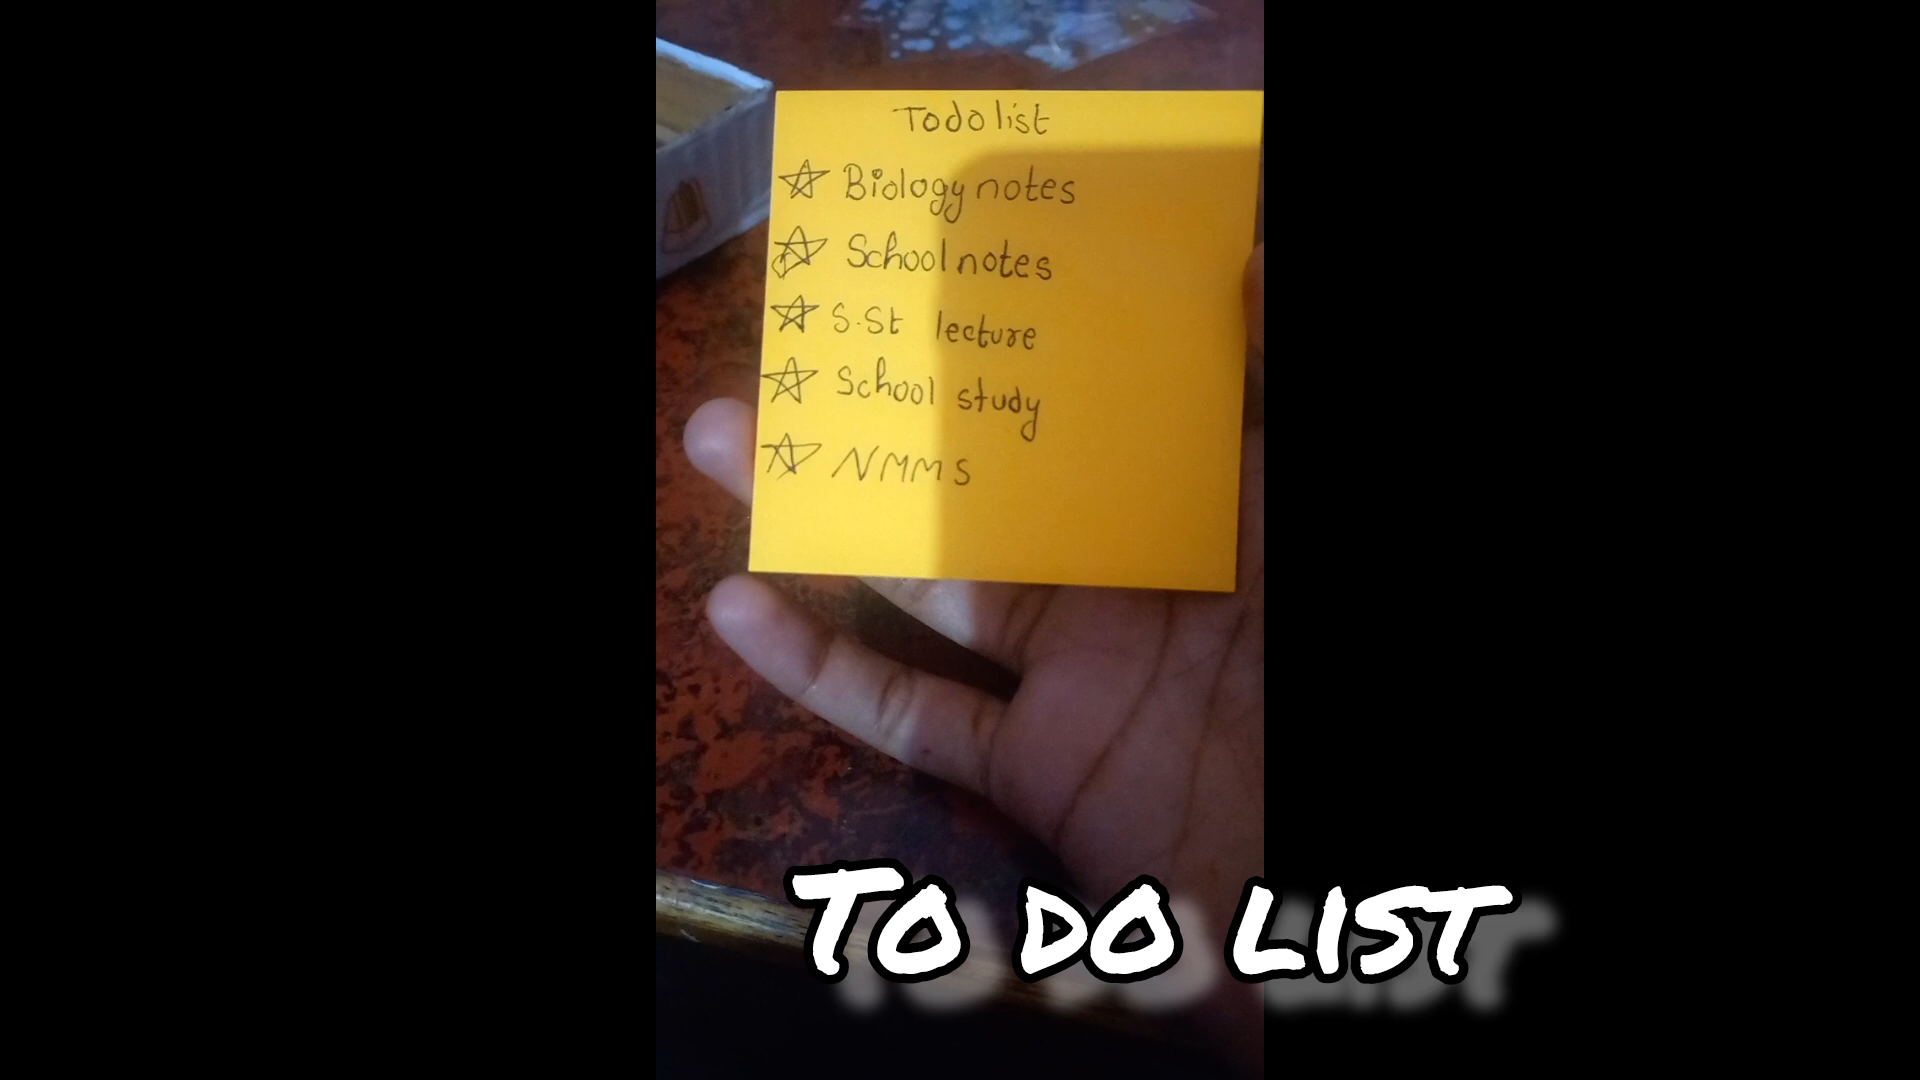 Todo list
Biology notes
School notes
S.St lecture
School study
NMMS
To do list